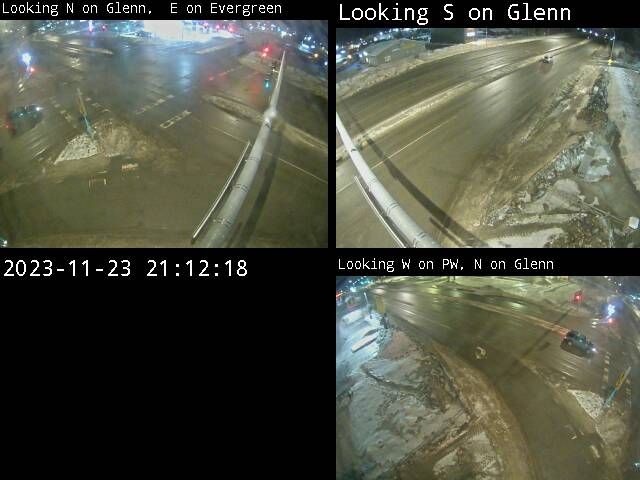 Looking N on Glenn, E on Evergreen
Looking S on Glenn
2023-11-23 21:12:18
Looking W on PW, N on Glenn